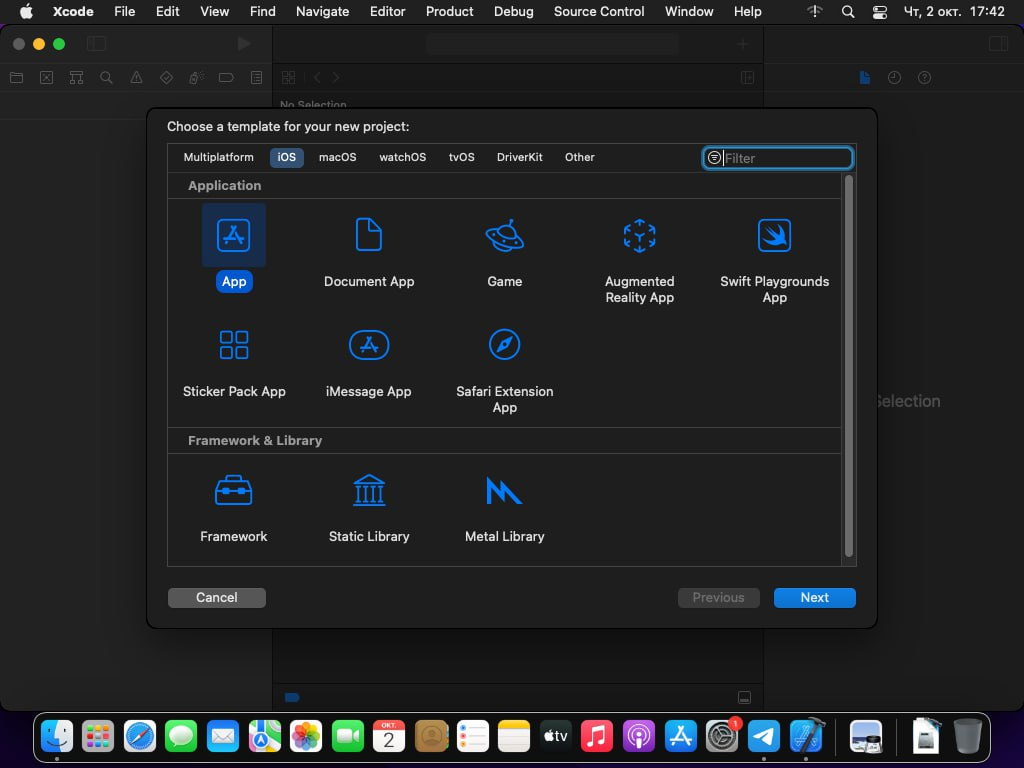 Xcode File Edit View Find Navigate Editor Product Debug Source Control Window Help Чт, 2 окт. 17:42
No Selection
Choose a template for your new project:
Multiplatform iOS macOS watchOS tvOS DriverKit Other Filter
Application
App Document App Game Augmented Reality App Swift Playgrounds App
Sticker Pack App iMessage App Safari Extension App
Selection
Framework & Library
Framework Static Library Metal Library
Cancel Previous Next
ОКТ.
2
tv
1